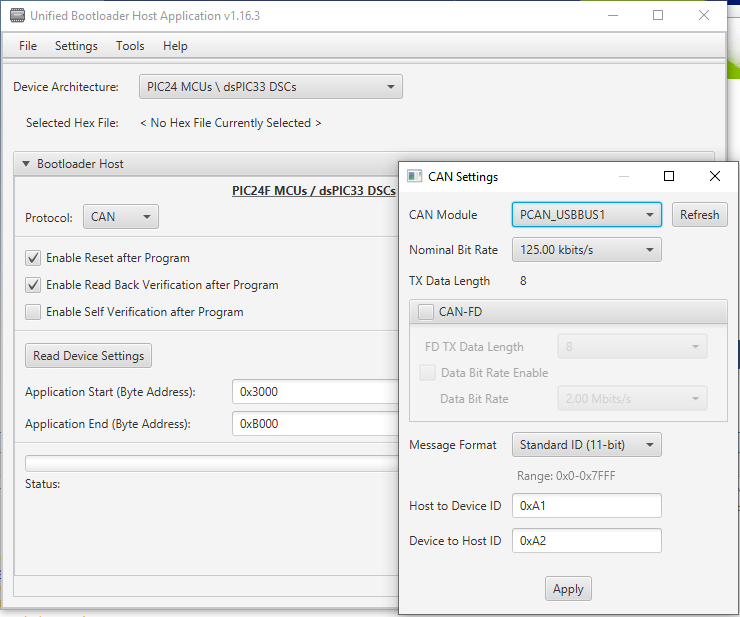 Unified Bootloader Host Application v1.16.3
File Settings Tools Help
Device Architecture: PIC24 MCUs \ dsPIC33 DSCs
Selected Hex File: < No Hex File Currently Selected >
Bootloader Host
PIC24F MCUs / dsPIC33 DSCs
Protocol: CAN
Enable Reset after Program
Enable Read Back Verification after Program
Enable Self Verification after Program
Read Device Settings
Application Start (Byte Address): 0x3000
Application End (Byte Address): 0xB000
Status:
CAN Settings
CAN Module PCAN_USBBUS1 Refresh
Nominal Bit Rate 125.00 kbits/s
TX Data Length 8
CAN-FD
FD TX Data Length 8
Data Bit Rate Enable
Data Bit Rate 2.00 Mbits/s
Message Format Standard ID (11-bit)
Range: 0x0-0x7FFF
Host to Device ID 0xA1
Device to Host ID 0xA2
Apply